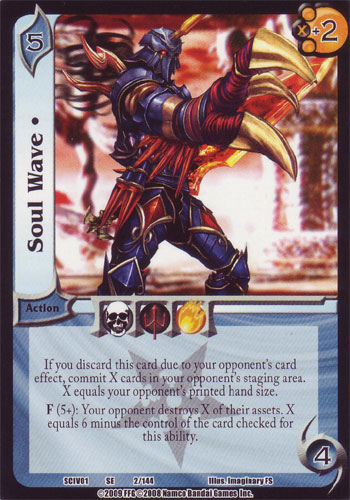 5
X+2
Soul Wave •
Action
If you discard this card due to your opponent's card
effect, commit X cards in your opponent's staging area.
X equals your opponent's printed hand size.
F (5+): Your opponent destroys X of their assets. X
equals 6 minus the control of the card checked for
this ability.
4
SCIV01 SE 2/144 Illus. Imaginary FS
©2009 FFG ©2008 Namco Bandai Games Inc.